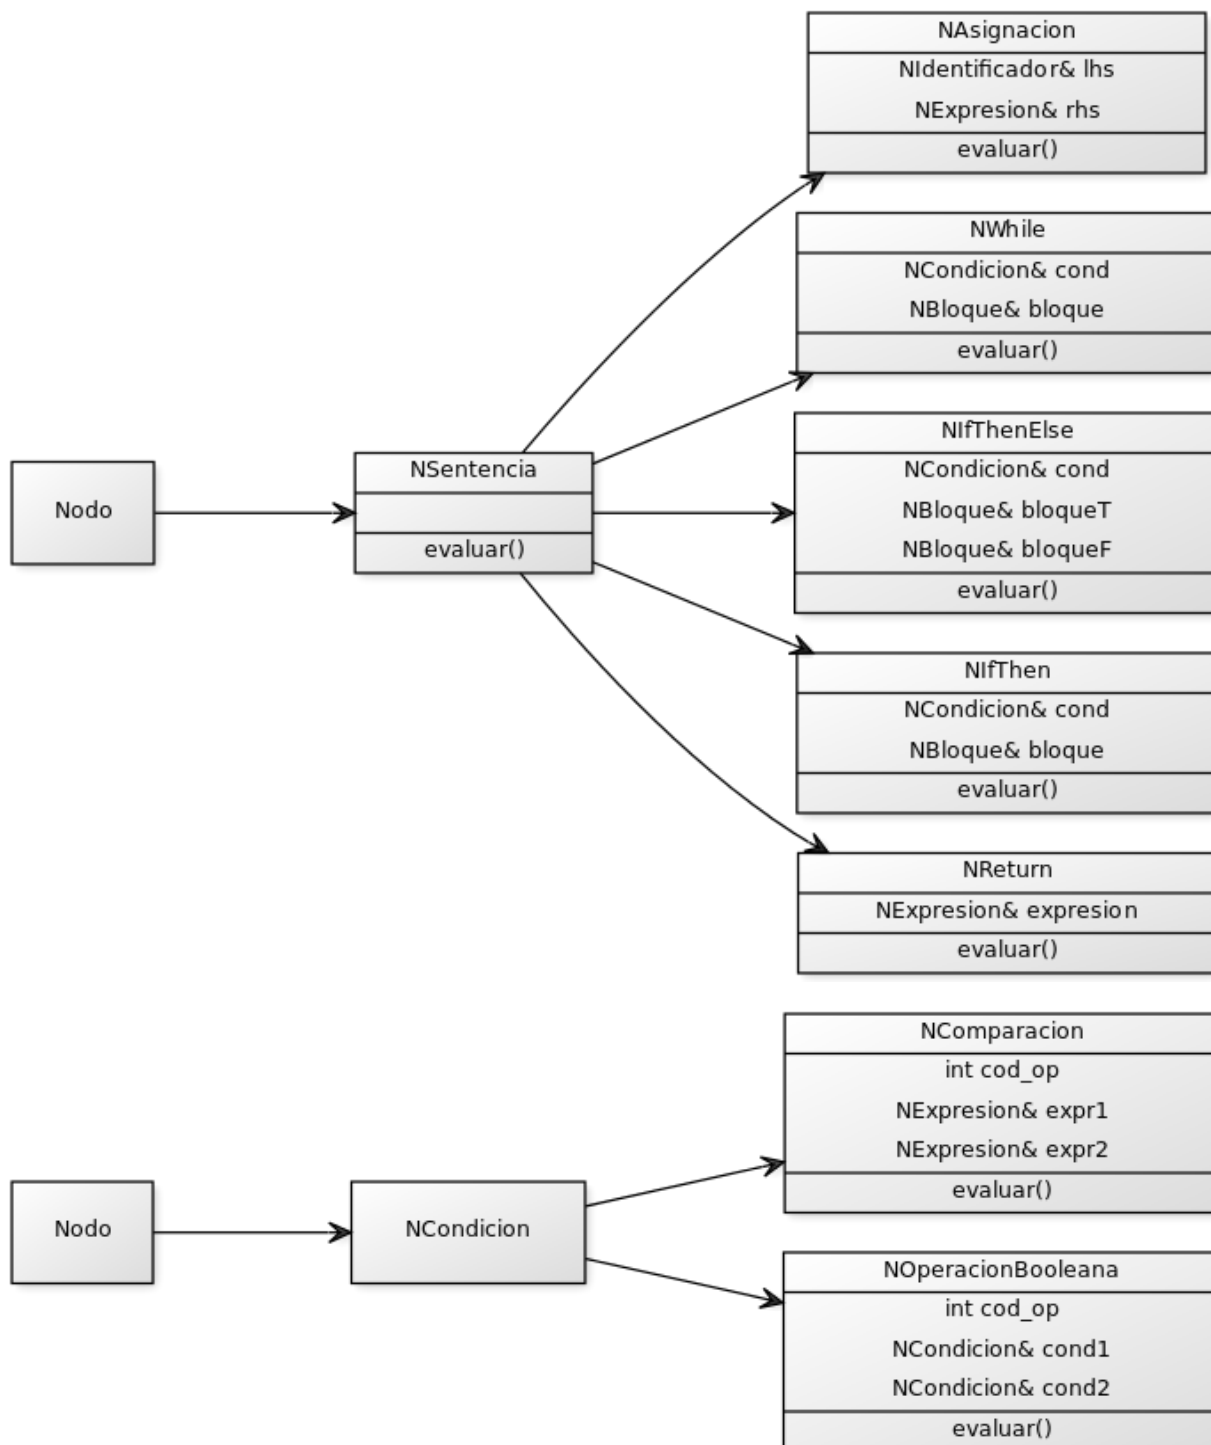 NAsignacion
NIdentificador& lhs
NExpresion& rhs
evaluar()
NWhile
NCondicion& cond
NBloque& bloque
evaluar()
NIfThenElse
NCondicion& cond
NBloque& bloqueT
NBloque& bloqueF
evaluar()
Nodo
NSentencia
evaluar()
NIfThen
NCondicion& cond
NBloque& bloque
evaluar()
NReturn
NExpresion& expresion
evaluar()
NComparacion
int cod_op
NExpresion& expr1
NExpresion& expr2
evaluar()
Nodo
NCondicion
NOperacionBooleana
int cod_op
NCondicion& cond1
NCondicion& cond2
evaluar()